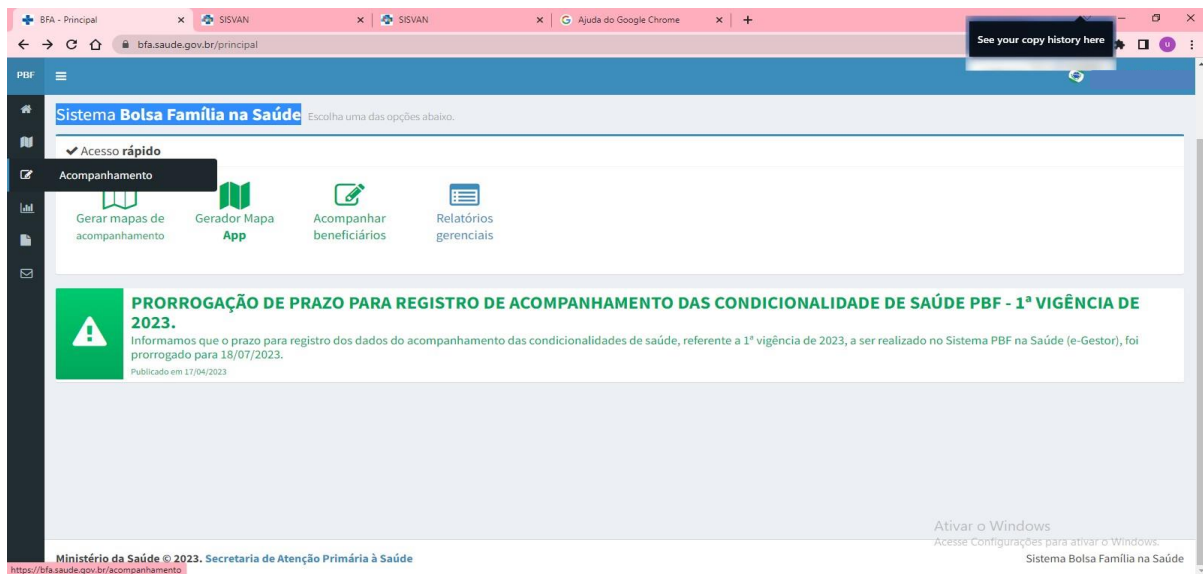 BFA - Principal
SISVAN
SISVAN
Ajuda do Google Chrome
bfa.saude.gov.br/principal
See your copy history here
U
PBF
Sistema Bolsa Família na Saúde Escolha uma das opções abaixo.
Acesso rápido
Acompanhamento
Gerar mapas de
acompanhamento
Gerador Mapa
App
Acompanhar
beneficiários
Relatórios
gerenciais
PRORROGAÇÃO DE PRAZO PARA REGISTRO DE ACOMPANHAMENTO DAS CONDICIONALIDADE DE SAÚDE PBF - 1ª VIGÊNCIA DE
2023.
Informamos que o prazo para registro dos dados do acompanhamento das condicionalidades de saúde, referente a 1ª vigência de 2023, a ser realizado no Sistema PBF na Saúde (e-Gestor), foi
prorrogado para 18/07/2023.
Publicado em 17/04/2023
Ativar o Windows
Acesse Configurações para ativar o Windows.
Ministério da Saúde © 2023. Secretaria de Atenção Primária à Saúde
Sistema Bolsa Família na Saúde
https://bfa.saude.gov.br/acompanhamento